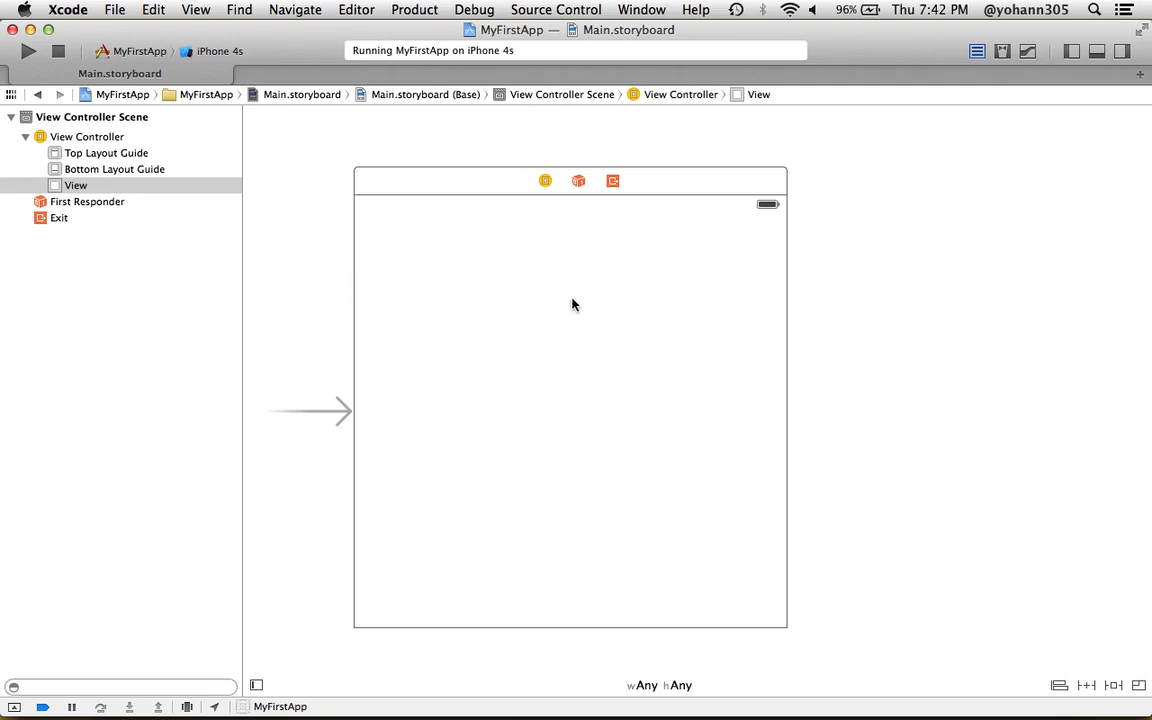 Xcode File Edit View Find Navigate Editor Product Debug Source Control Window Help 96% Thu 7:42 PM @yohann305
MyFirstApp — Main.storyboard
MyFirstApp iPhone 4s Running MyFirstApp on iPhone 4s
Main.storyboard
MyFirstApp MyFirstApp Main.storyboard Main.storyboard (Base) View Controller Scene View Controller View
View Controller Scene
View Controller
Top Layout Guide
Bottom Layout Guide
View
First Responder
Exit
wAny hAny
MyFirstApp